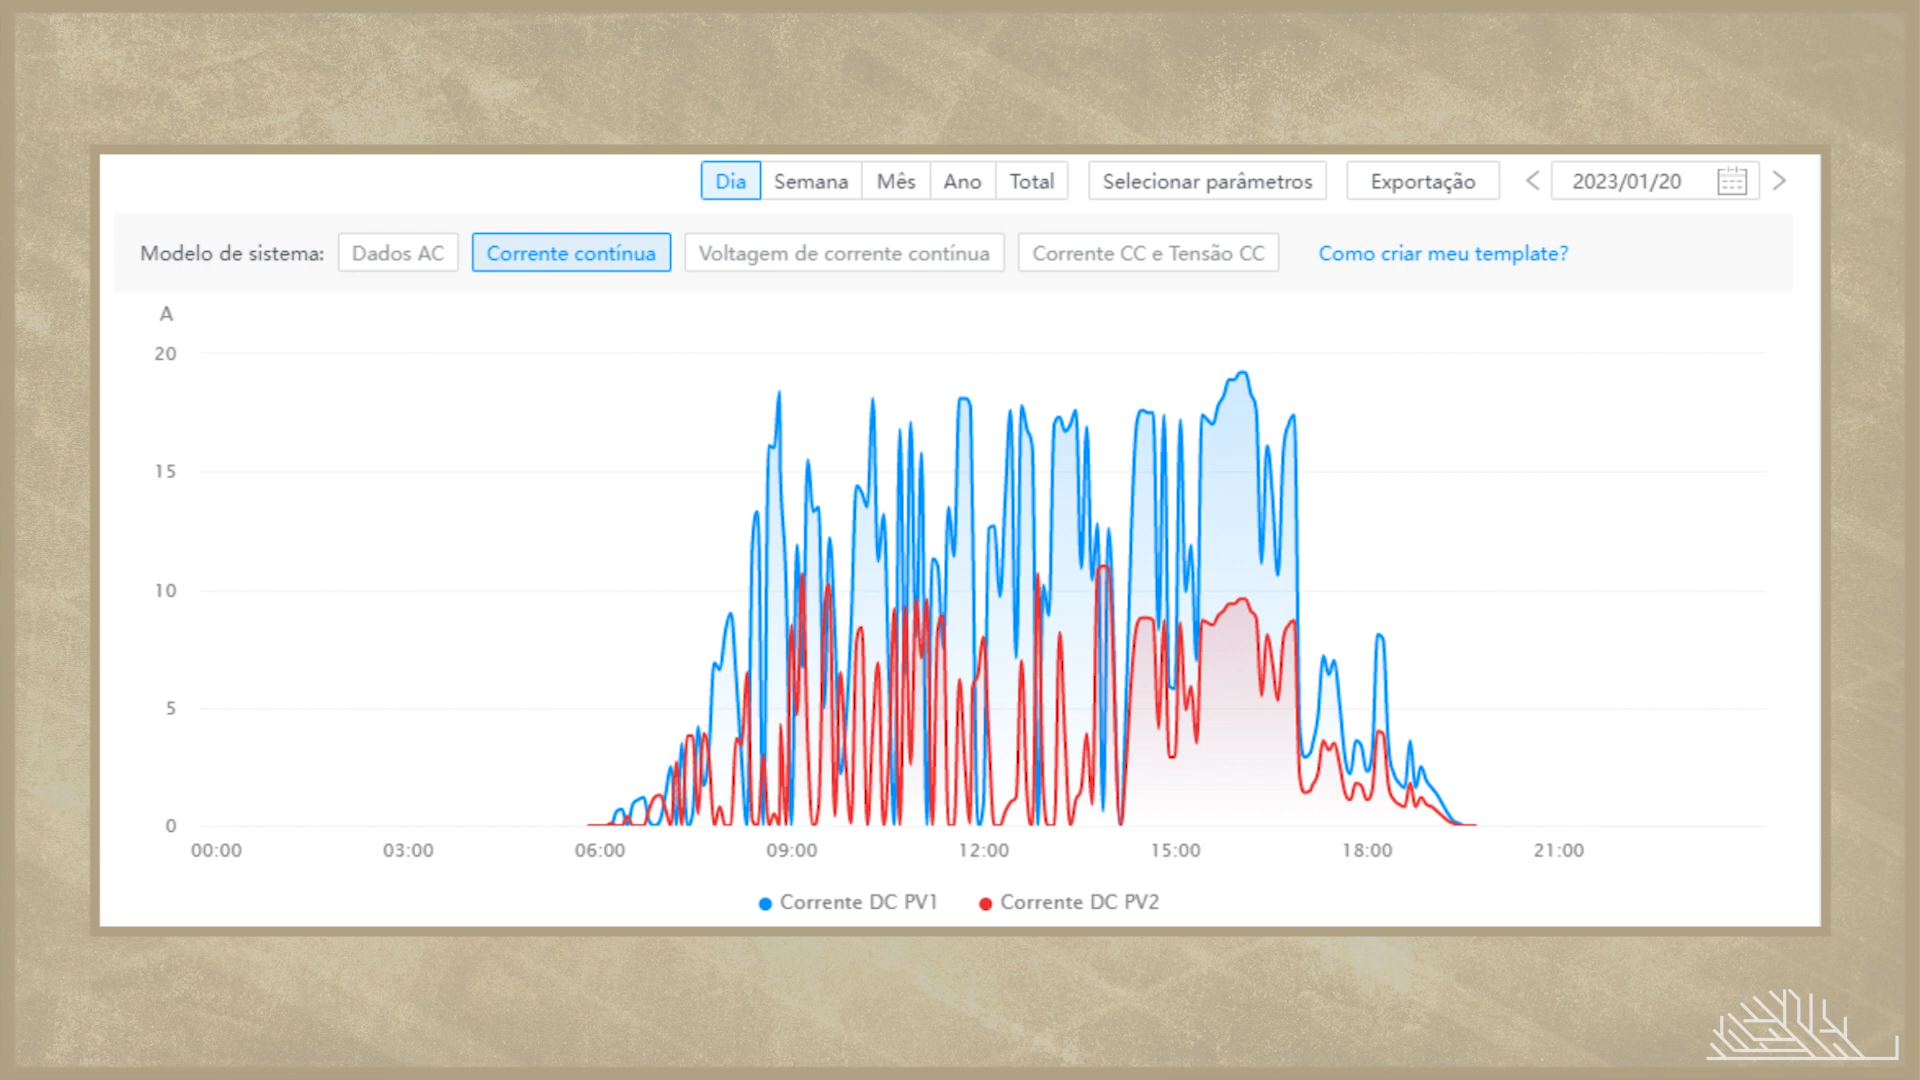 Dia Semana Mês Ano Total Selecionar parâmetros Exportação < 2023/01/20 >
Modelo de sistema: Dados AC Corrente contínua Voltagem de corrente contínua Corrente CC e Tensão CC Como criar meu template?
A
20
15
10
5
0
00:00 03:00 06:00 09:00 12:00 15:00 18:00 21:00
Corrente DC PV1 Corrente DC PV2